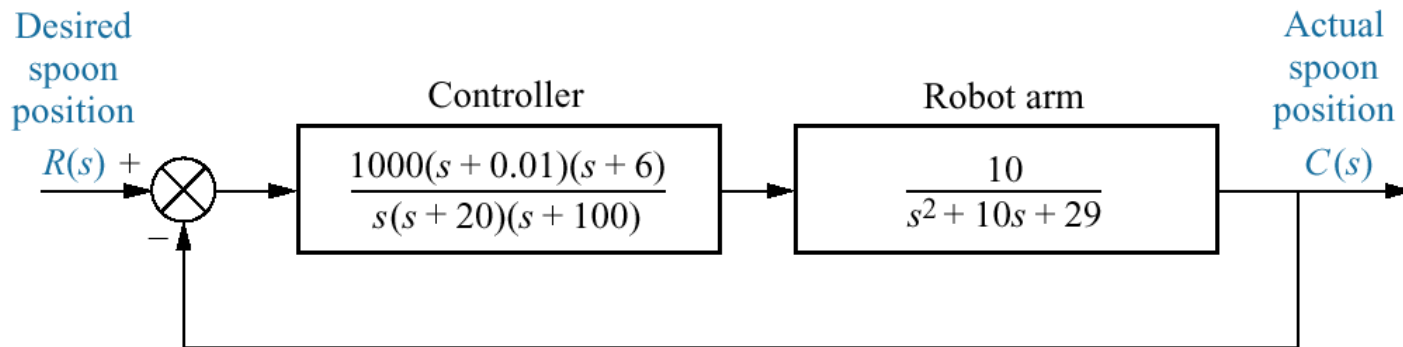 Desired
spoon
position
R(s) +
−
Controller
1000(s + 0.01)(s + 6)
s(s + 20)(s + 100)
Robot arm
10
s² + 10s + 29
Actual
spoon
position
C(s)